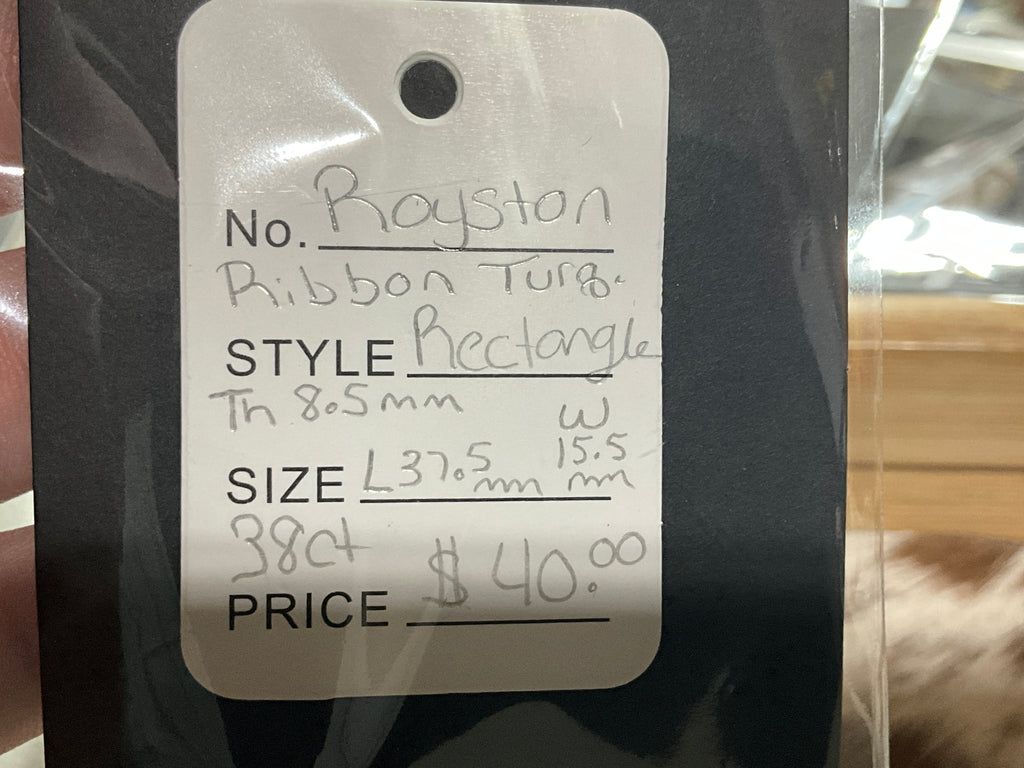 No. Royston
Ribbon Turq.
STYLE Rectangle
Th 8.5mm W
SIZE L37.5mm 15.5mm
38ct
PRICE $40.00